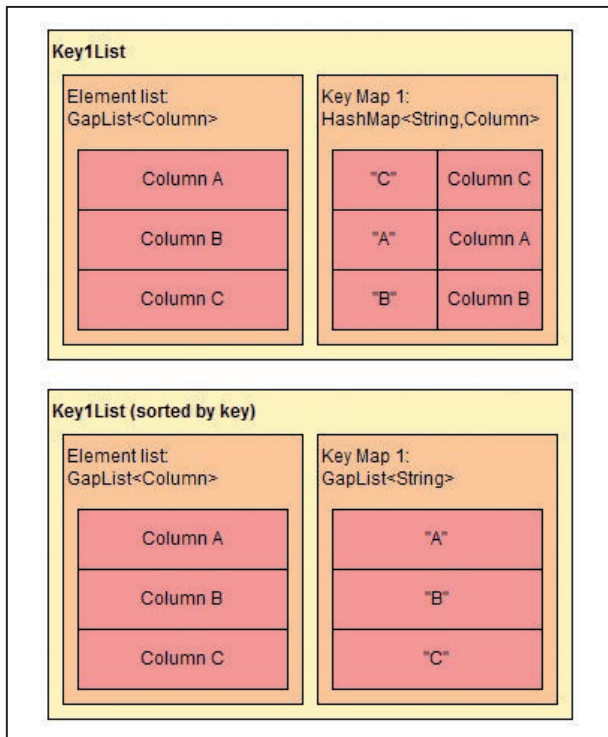 Key1List
Element list:
GapList<Column>
Column A
Column B
Column C
Key Map 1:
HashMap<String,Column>
"C" Column C
"A" Column A
"B" Column B
Key1List (sorted by key)
Element list:
GapList<Column>
Column A
Column B
Column C
Key Map 1:
GapList<String>
"A"
"B"
"C"